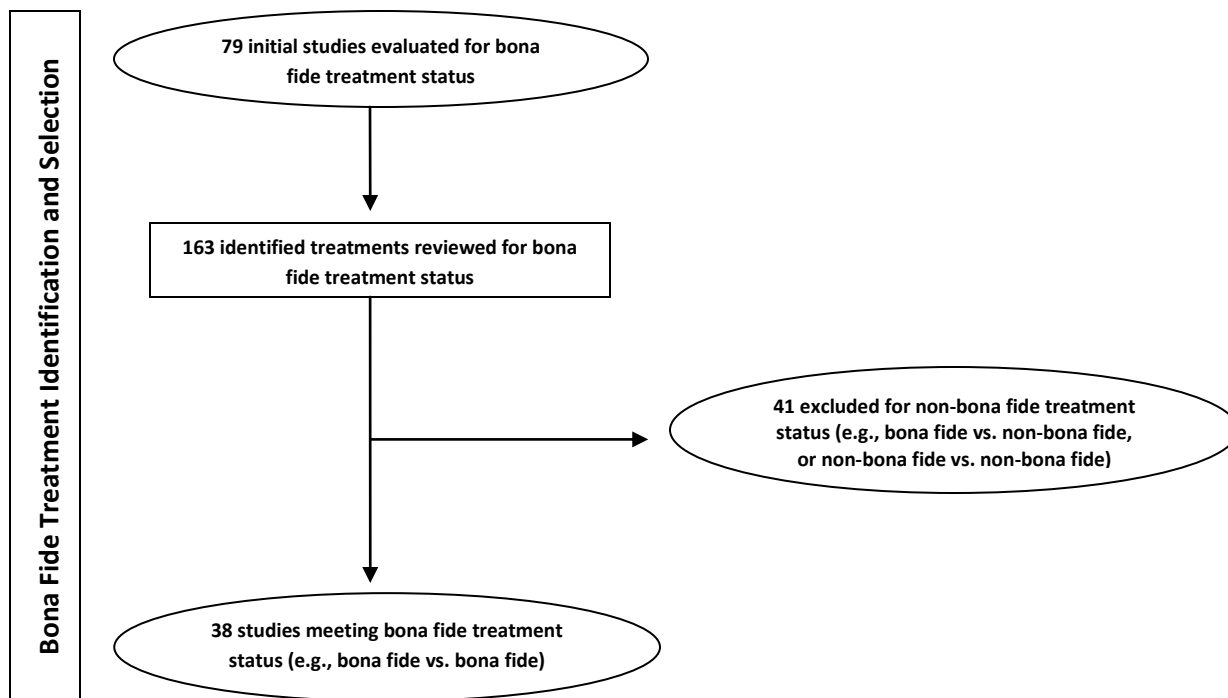 Bona Fide Treatment Identification and Selection
79 initial studies evaluated for bona
fide treatment status
163 identified treatments reviewed for bona
fide treatment status
41 excluded for non-bona fide treatment
status (e.g., bona fide vs. non-bona fide,
or non-bona fide vs. non-bona fide)
38 studies meeting bona fide treatment
status (e.g., bona fide vs. bona fide)